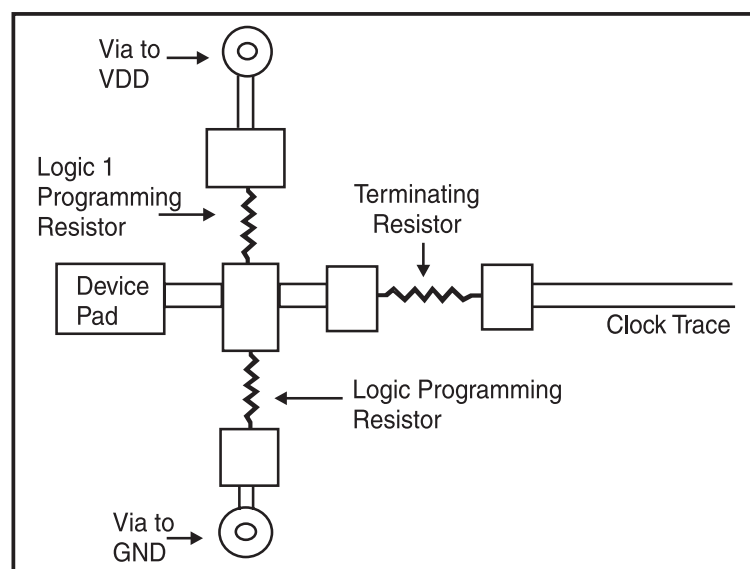 Via to
VDD
Logic 1
Programming
Resistor
Terminating
Resistor
Device
Pad
Clock Trace
Logic Programming
Resistor
Via to
GND